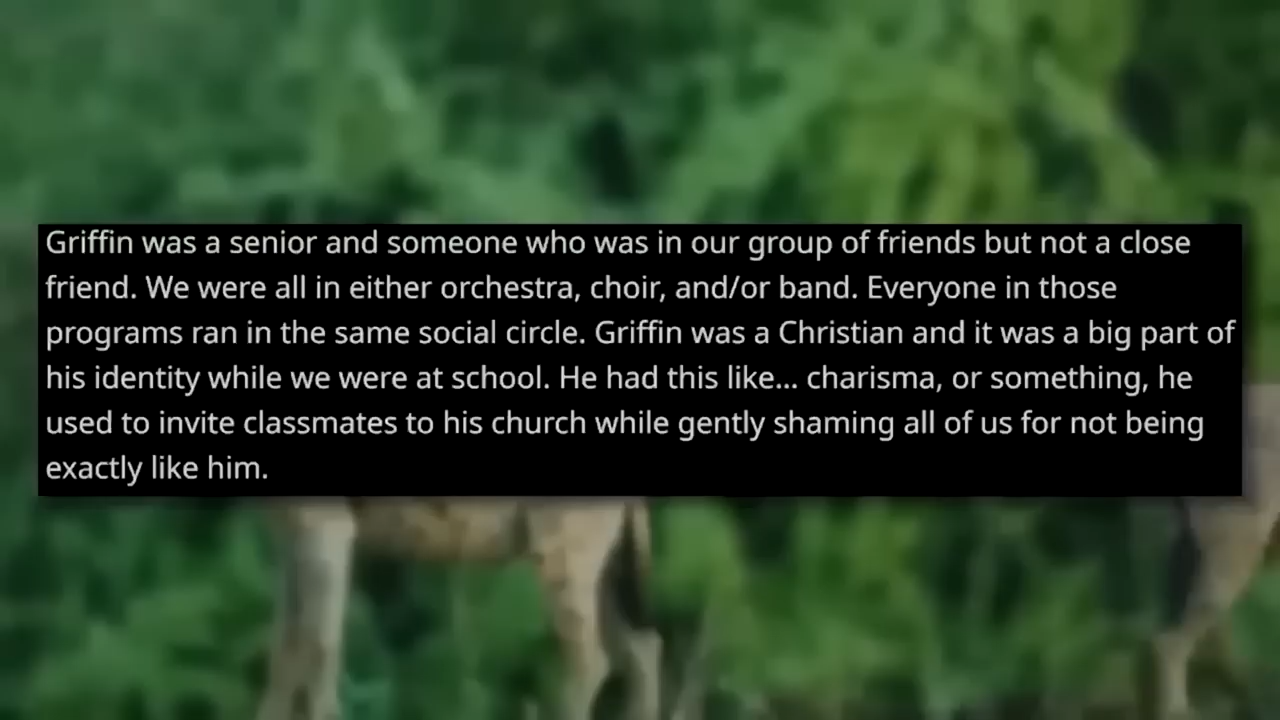 Griffin was a senior and someone who was in our group of friends but not a close
friend. We were all in either orchestra, choir, and/or band. Everyone in those
programs ran in the same social circle. Griffin was a Christian and it was a big part of
his identity while we were at school. He had this like... charisma, or something, he
used to invite classmates to his church while gently shaming all of us for not being
exactly like him.